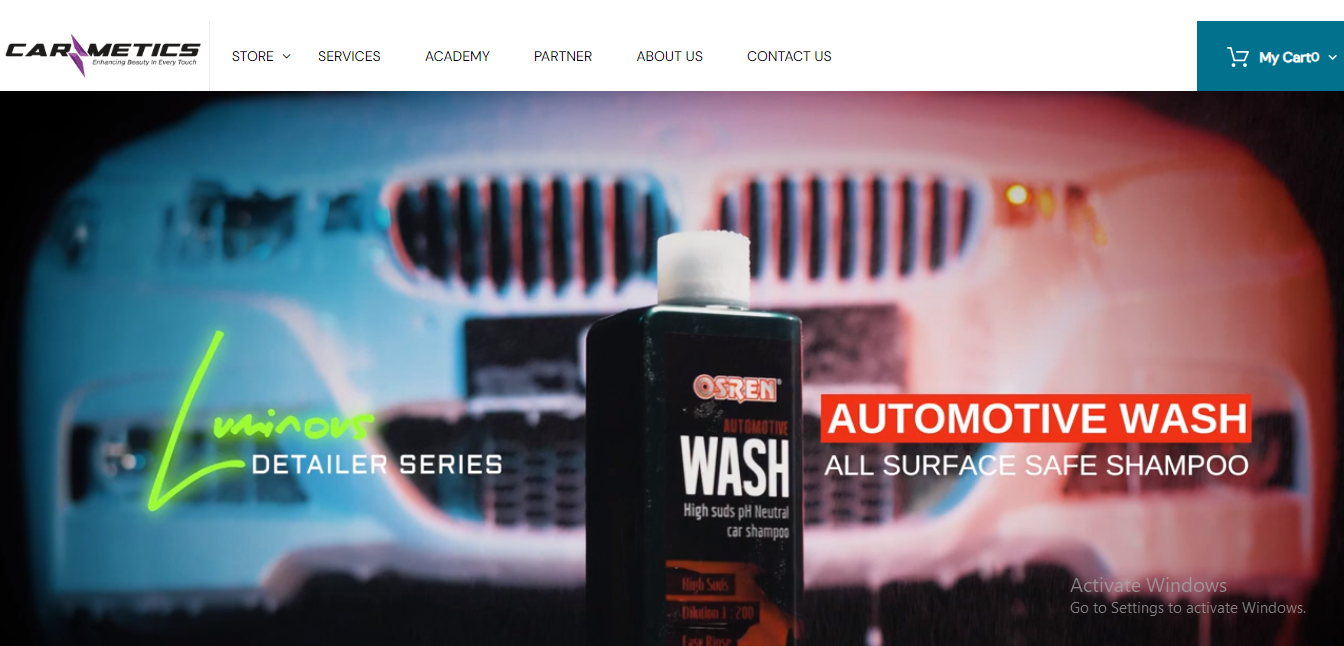 CARMETICS
Enhancing Beauty in Every Touch
STORE
SERVICES
ACADEMY
PARTNER
ABOUT US
CONTACT US
My Cart0
Luminous
DETAILER SERIES
OSREN®
AUTOMOTIVE
WASH
High suds pH Neutral
car shampoo
High Suds
Dilution 1 : 200
Easy Rinse
AUTOMOTIVE WASH
ALL SURFACE SAFE SHAMPOO
Activate Windows
Go to Settings to activate Windows.